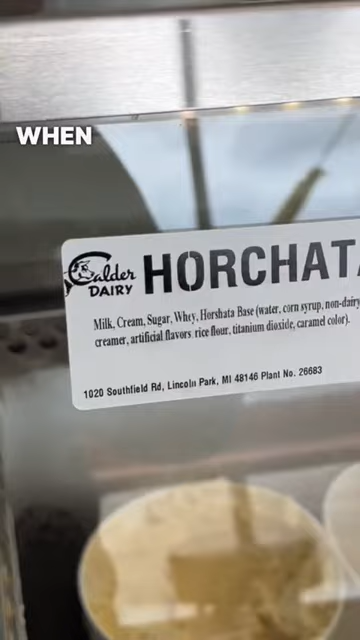 WHEN
Calder
DAIRY
HORCHATA
Milk, Cream, Sugar, Whey, Horshata Base (water, corn syrup, non-dairy
creamer, artificial flavors, rice flour, titanium dioxide, caramel color).
1020 Southfield Rd, Lincoln Park, MI 48146 Plant No. 26683